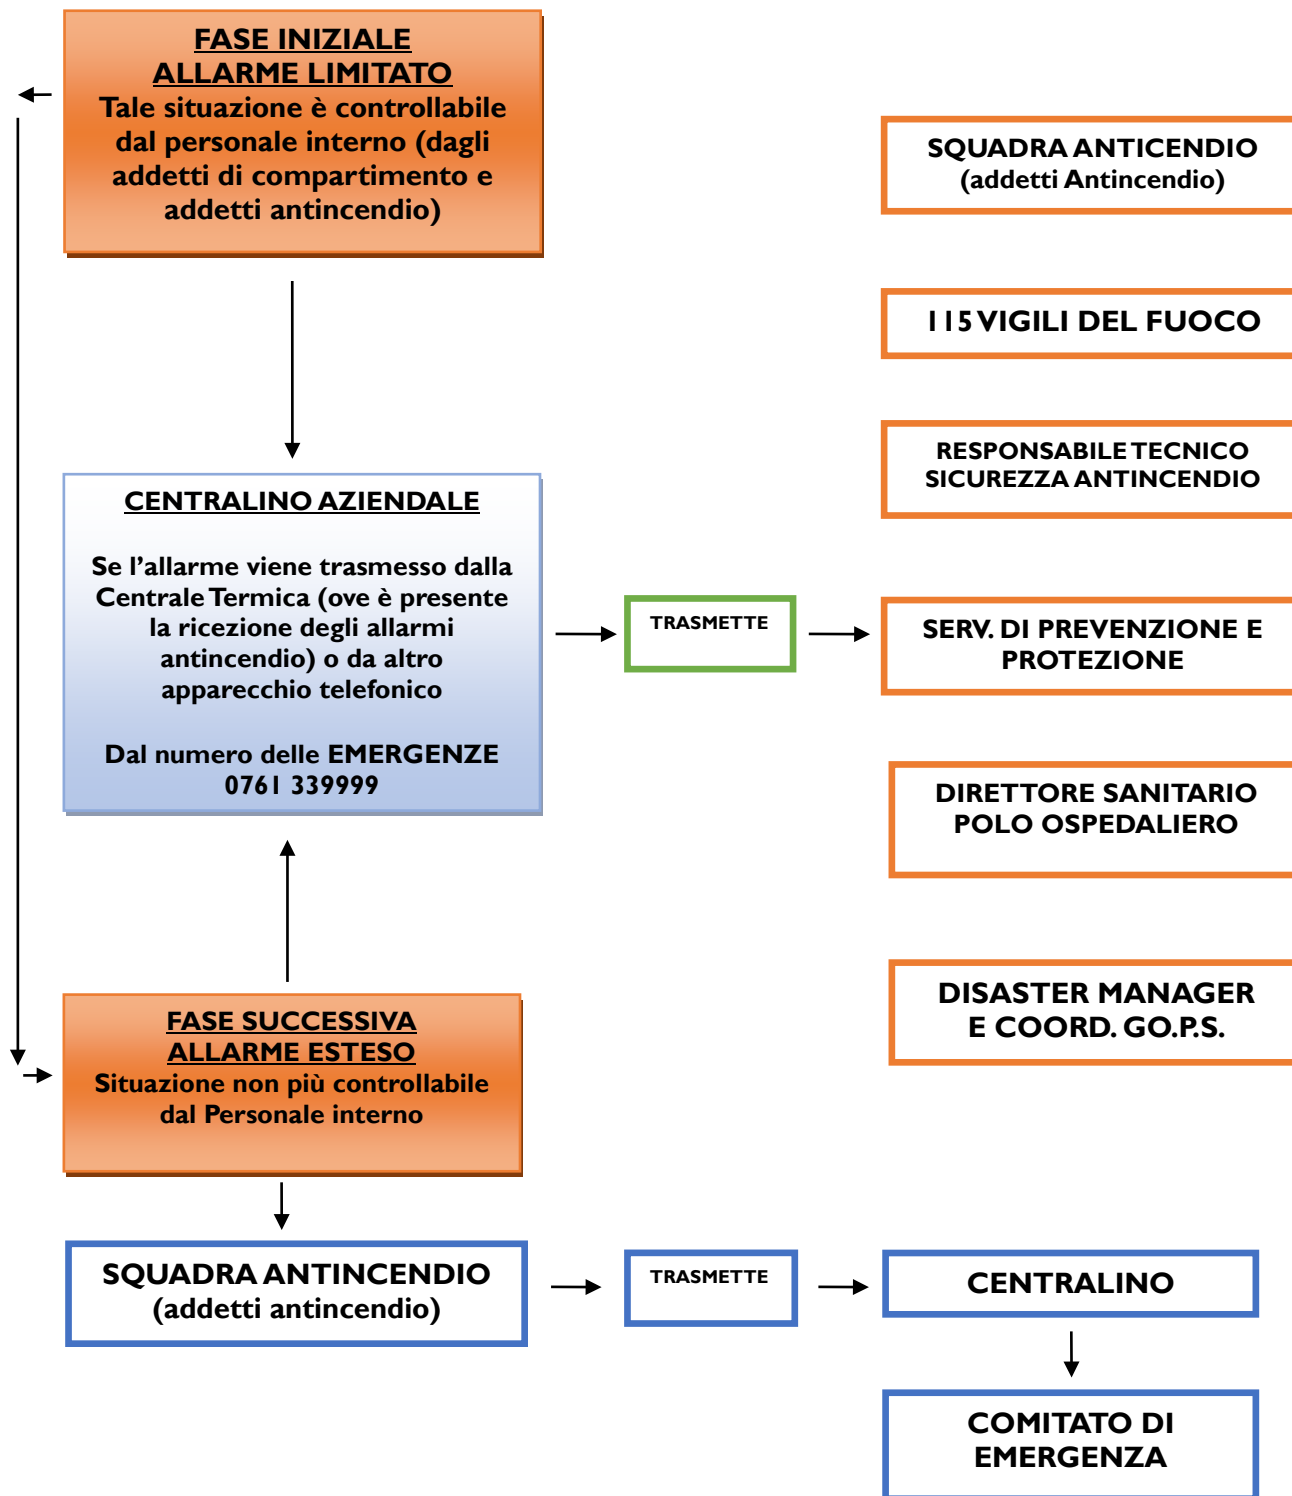 FASE INIZIALE
ALLARME LIMITATO
Tale situazione è controllabile
dal personale interno (dagli
addetti di compartimento e
addetti antincendio)
SQUADRA ANTICENDIO
(addetti Antincendio)
115 VIGILI DEL FUOCO
RESPONSABILE TECNICO
SICUREZZA ANTINCENDIO
CENTRALINO AZIENDALE
Se l’allarme viene trasmesso dalla
Centrale Termica (ove è presente
la ricezione degli allarmi
antincendio) o da altro
apparecchio telefonico
Dal numero delle EMERGENZE
0761 339999
TRASMETTE
SERV. DI PREVENZIONE E
PROTEZIONE
DIRETTORE SANITARIO
POLO OSPEDALIERO
DISASTER MANAGER
E COORD. GO.P.S.
FASE SUCCESSIVA
ALLARME ESTESO
Situazione non più controllabile
dal Personale interno
SQUADRA ANTINCENDIO
(addetti antincendio)
TRASMETTE
CENTRALINO
COMITATO DI
EMERGENZA